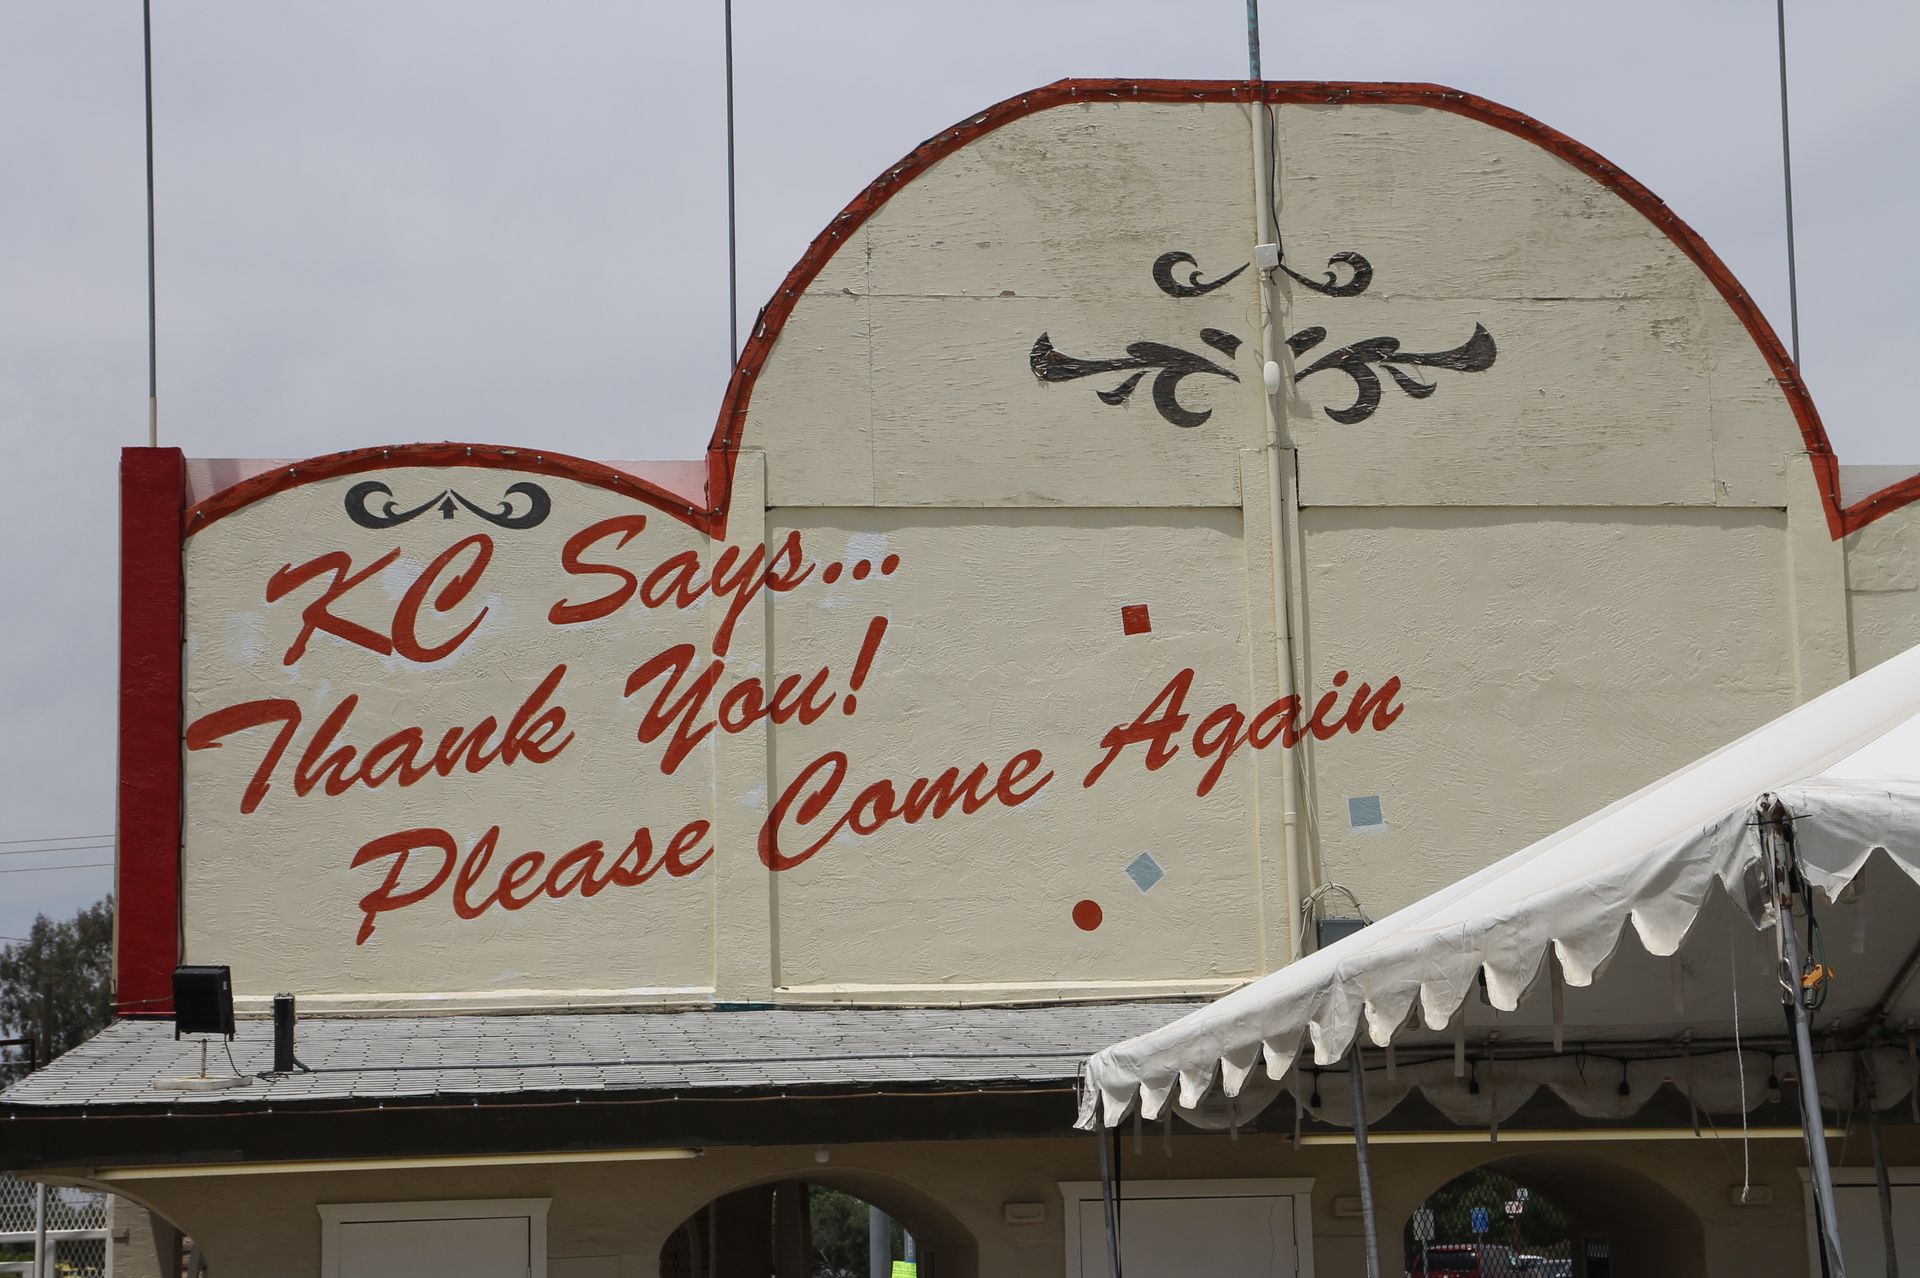 KC Says...
Thank You!
Please Come Again